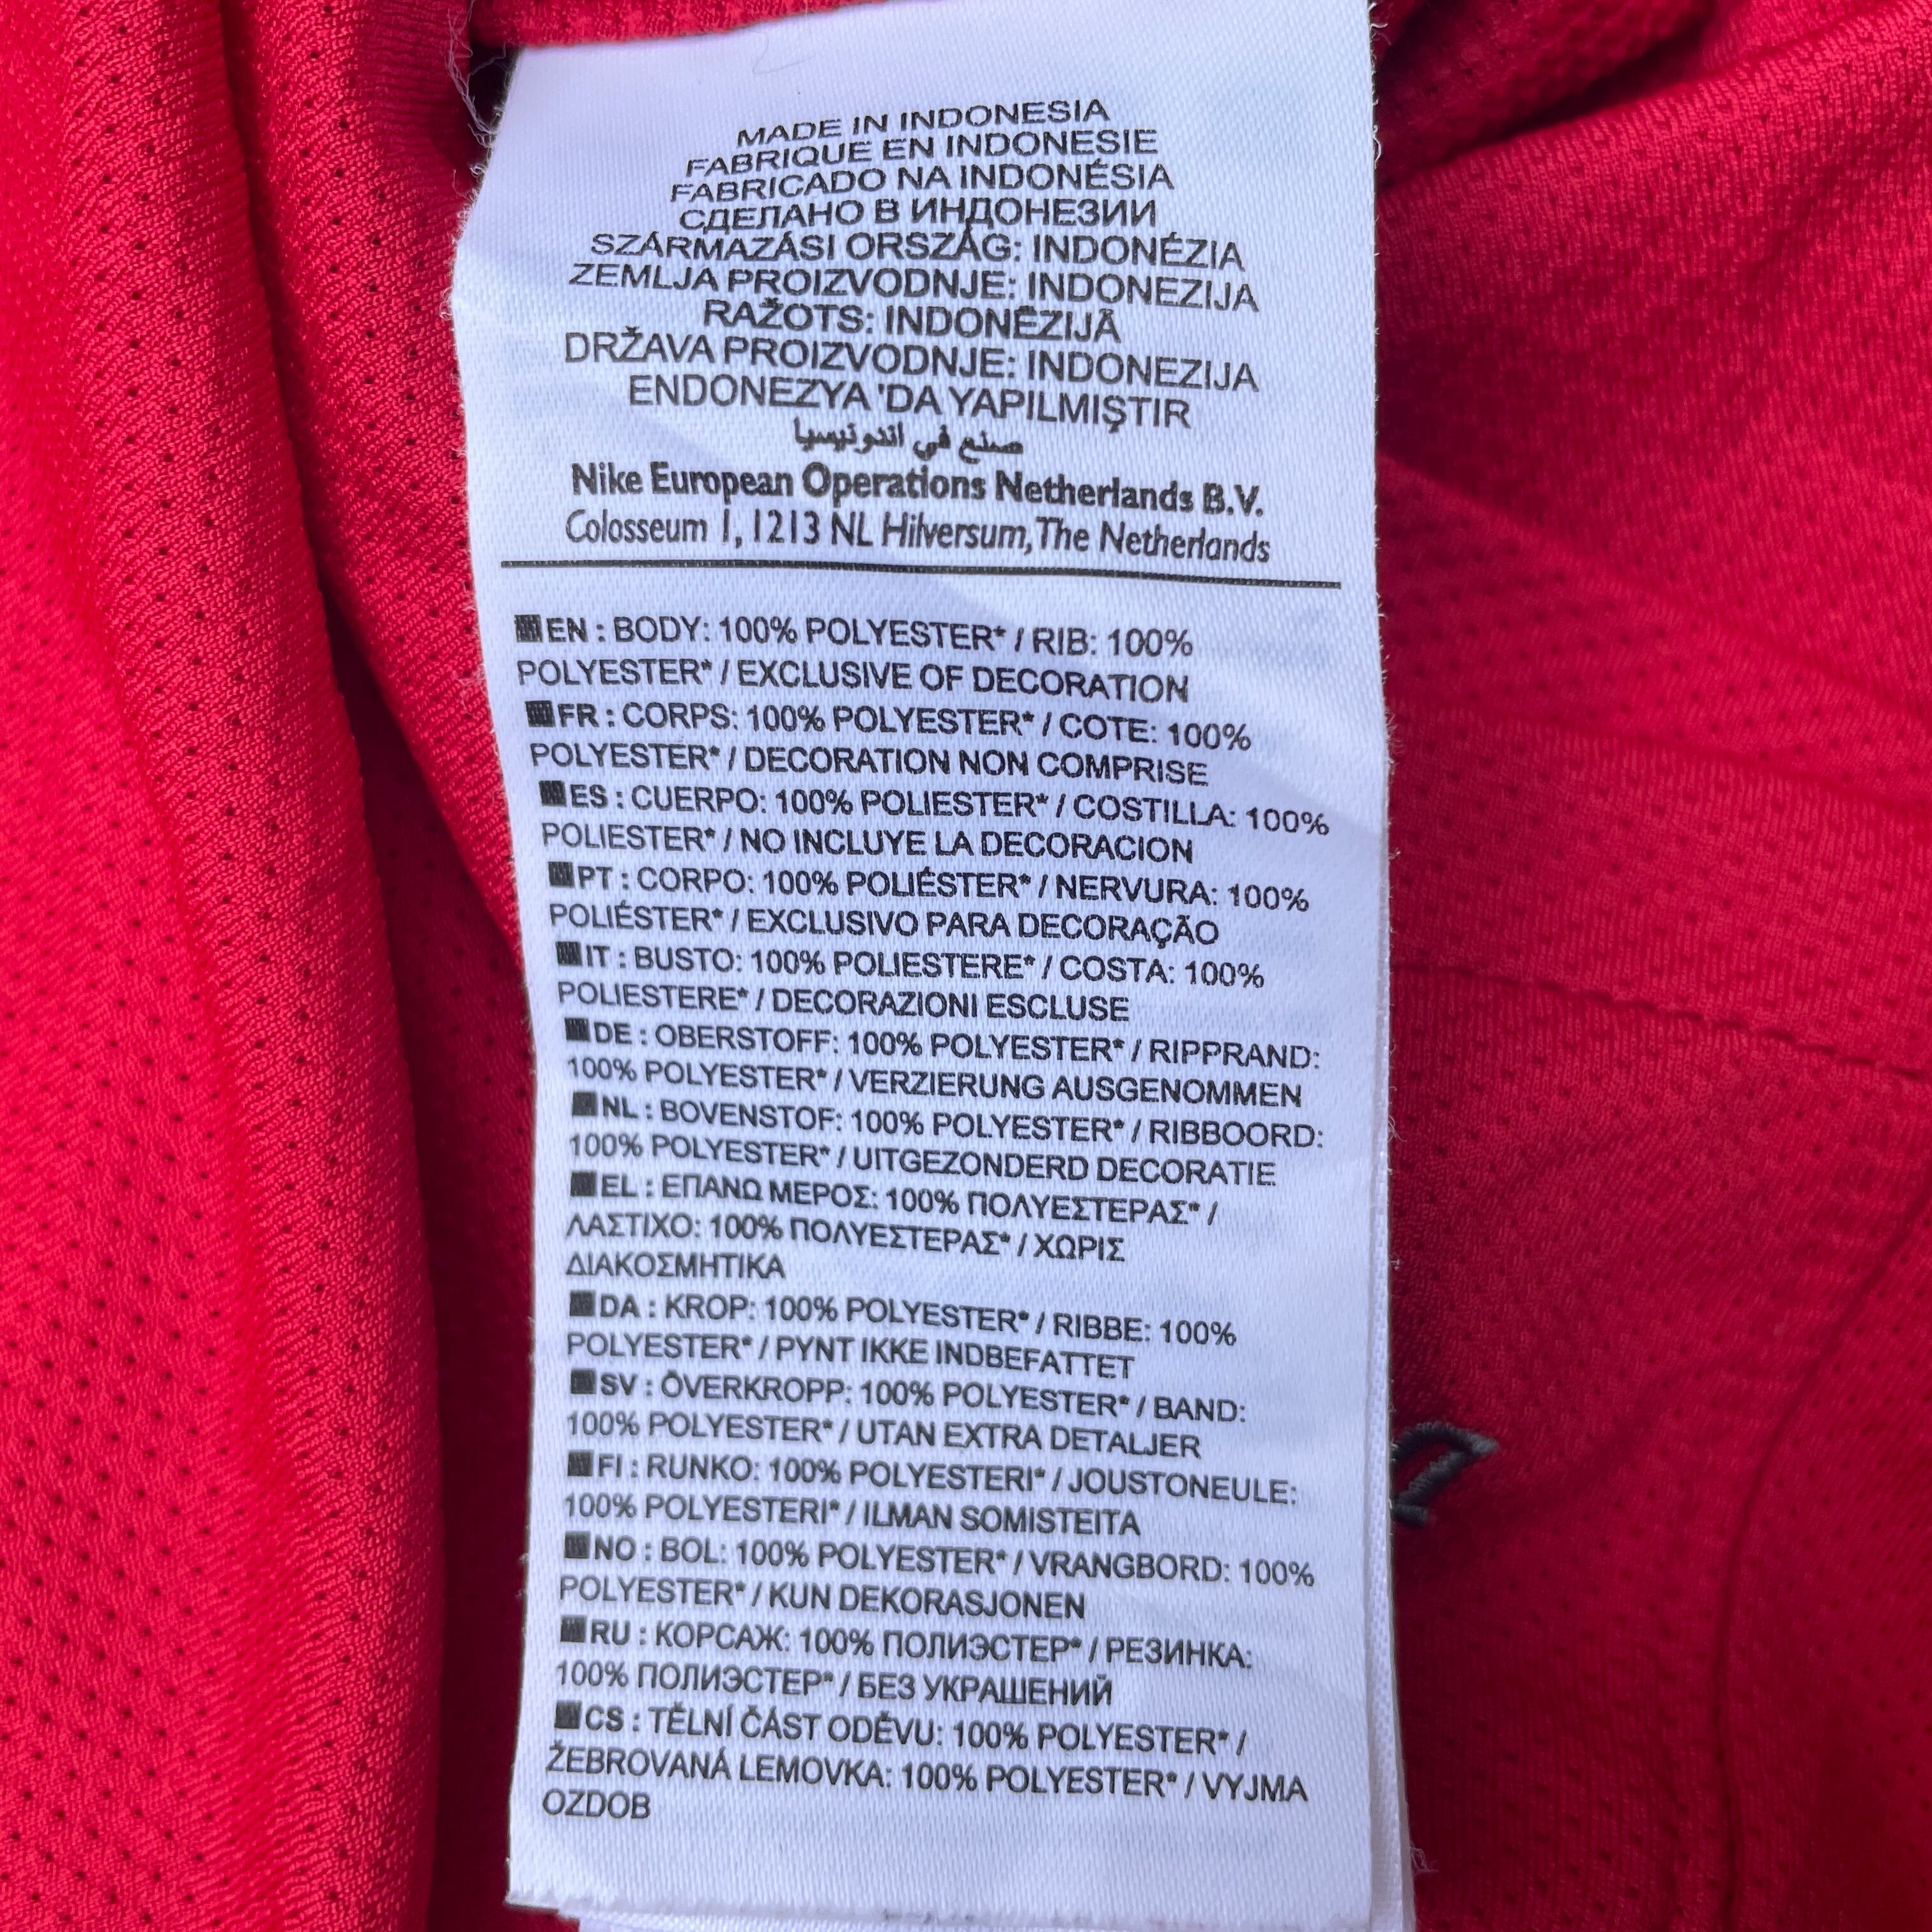 MADE IN INDONESIA
FABRIQUE EN INDONESIE
FABRICADO NA INDONÉSIA
СДЕЛАНО В ИНДОНЕЗИИ
SZÁRMAZÁSI ORSZÁG: INDONÉZIA
ZEMLJA PROIZVODNJE: INDONEZIJA
RAŽOTS: INDONĒZIJĀ
DRŽAVA PROIZVODNJE: INDONEZIJA
ENDONEZYA 'DA YAPILMIŞTIR
صنع في اندونيسيا
Nike European Operations Netherlands B.V.
Colosseum 1, 1213 NL Hilversum, The Netherlands
EN : BODY: 100% POLYESTER* / RIB: 100%
POLYESTER* / EXCLUSIVE OF DECORATION
FR : CORPS: 100% POLYESTER* / COTE: 100%
POLYESTER* / DECORATION NON COMPRISE
ES : CUERPO: 100% POLIESTER* / COSTILLA: 100%
POLIESTER* / NO INCLUYE LA DECORACION
PT : CORPO: 100% POLIÉSTER* / NERVURA: 100%
POLIÉSTER* / EXCLUSIVO PARA DECORAÇÃO
IT : BUSTO: 100% POLIESTERE* / COSTA: 100%
POLIESTERE* / DECORAZIONI ESCLUSE
DE : OBERSTOFF: 100% POLYESTER* / RIPPRAND:
100% POLYESTER* / VERZIERUNG AUSGENOMMEN
NL : BOVENSTOF: 100% POLYESTER* / RIBBOORD:
100% POLYESTER* / UITGEZONDERD DECORATIE
EL : ΕΠΑΝΩ ΜΕΡΟΣ: 100% ΠΟΛΥΕΣΤΕΡΑΣ* /
ΛΑΣΤΙΧΟ: 100% ΠΟΛΥΕΣΤΕΡΑΣ* / ΧΩΡΙΣ
ΔΙΑΚΟΣΜΗΤΙΚΑ
DA : KROP: 100% POLYESTER* / RIBBE: 100%
POLYESTER* / PYNT IKKE INDBEFATTET
SV : ÖVERKROPP: 100% POLYESTER* / BAND:
100% POLYESTER* / UTAN EXTRA DETALJER
FI : RUNKO: 100% POLYESTERI* / JOUSTONEULE:
100% POLYESTERI* / ILMAN SOMISTEITA
NO : BOL: 100% POLYESTER* / VRANGBORD: 100%
POLYESTER* / KUN DEKORASJONEN
RU : КОРСАЖ: 100% ПОЛИЭСТЕР* / РЕЗИНКА:
100% ПОЛИЭСТЕР* / БЕЗ УКРАШЕНИЙ
CS : TĚLNÍ ČÁST ODĚVU: 100% POLYESTER* /
ŽEBROVANÁ LEMOVKA: 100% POLYESTER* / VYJMA
OZDOB